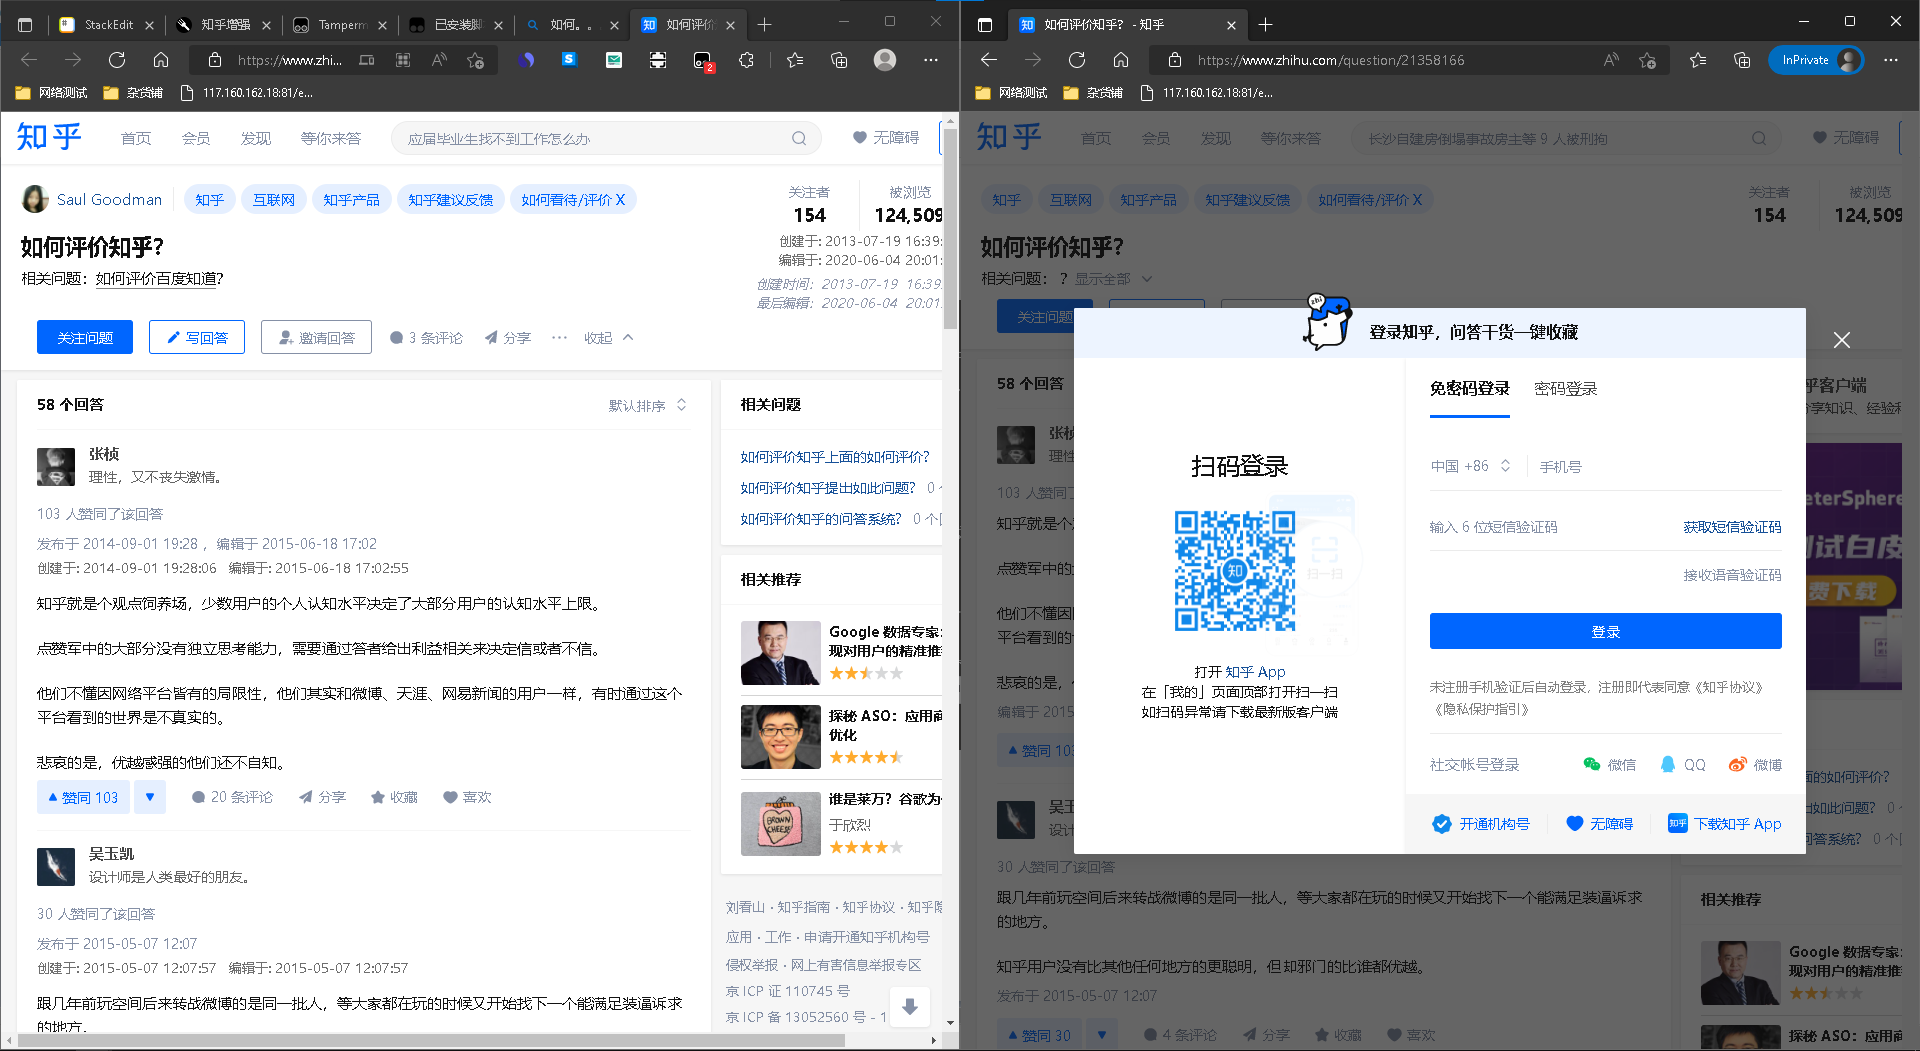 StackEdit
知乎增强
Tamperm
已安装脚
如何。。
如何评价
https://www.zhi...
2
网络测试
杂货铺
117.160.162.18:81/e...
知乎
首页
会员
发现
等你来答
应届毕业生找不到工作怎么办
无障碍
Saul Goodman
知乎
互联网
知乎产品
知乎建议反馈
如何看待/评价 X
关注者
154
被浏览
124,509
如何评价知乎?
创建于: 2013-07-19 16:39:
编辑于: 2020-06-04 20:01:
相关问题：如何评价百度知道?
创建时间：2013-07-19 16:39:
最后编辑：2020-06-04 20:01:
关注问题
写回答
邀请回答
3 条评论
分享
收起
58 个回答
默认排序
张桢
理性，又不丧失激情。
103 人赞同了该回答
发布于 2014-09-01 19:28 ，编辑于 2015-06-18 17:02
创建于: 2014-09-01 19:28:06 编辑于: 2015-06-18 17:02:55
知乎就是个观点饲养场，少数用户的个人认知水平决定了大部分用户的认知水平上限。
点赞军中的大部分没有独立思考能力，需要通过答者给出利益相关来决定信或者不信。
他们不懂因网络平台皆有的局限性，他们其实和微博、天涯、网易新闻的用户一样，有时通过这个
平台看到的世界是不真实的。
悲哀的是，优越感强的他们还不自知。
赞同 103
20 条评论
分享
收藏
喜欢
吴玉凯
设计师是人类最好的朋友。
30 人赞同了该回答
发布于 2015-05-07 12:07
创建于: 2015-05-07 12:07:57 编辑于: 2015-05-07 12:07:57
跟几年前玩空间后来转战微博的是同一批人，等大家都在玩的时候又开始找下一个能满足装逼诉求
的地方。
相关问题
如何评价知乎上面的如何评价?
如何评价知乎提出如此问题? 0
如何评价知乎的问答系统? 0 个
相关推荐
Google 数据专家:
现对用户的精准推
探秘 ASO：应用商
优化
BROWN
CHEESE
谁是莱万？谷歌为
于欣烈
刘看山 · 知乎指南 · 知乎协议 · 知乎隐
应用 · 工作 · 申请开通知乎机构号
侵权举报 · 网上有害信息举报专区
京 ICP 证 110745 号
京 ICP 备 13052560 号 - 1
如何评价知乎? - 知乎
https://www.zhihu.com/question/21358166
InPrivate
网络测试
杂货铺
117.160.162.18:81/e...
知乎
首页
会员
发现
等你来答
长沙自建房倒塌事故房主等 9 人被刑拘
无障碍
知乎
互联网
知乎产品
知乎建议反馈
如何看待/评价 X
关注者
154
被浏览
124,509
如何评价知乎?
相关问题： ? 显示全部
关注问题
zhi
登录知乎，问答干货一键收藏
免密码登录
密码登录
扫码登录
知
扫一扫
打开 知乎 App
在「我的」页面顶部打开扫一扫
如扫码异常请下载最新版客户端
中国 +86
手机号
输入 6 位短信验证码
获取短信验证码
接收语音验证码
登录
未注册手机验证后自动登录，注册即代表同意《知乎协议》
《隐私保护指引》
社交帐号登录
微信
QQ
微博
开通机构号
无障碍
知乎
下载知乎 App
58 个回答
张桢
理性
103 人赞同了
知乎就是个
点赞军中的
他们不懂因
平台看到的
悲哀的是，
编辑于 2015
赞同 103
吴玉
设计
30 人赞同了该回答
跟几年前玩空间后来转战微博的是同一批人，等大家都在玩的时候又开始找下一个能满足装逼诉求
的地方。
知乎用户没有比其他任何地方的更聪明，但却邪门的比谁都优越。
发布于 2015-05-07 12:07
赞同 30
4 条评论
分享
收藏
喜欢
乎客户端
分享知识、经验和
eterSphere
试白皮
费下载
面的如何评价?
如此问题? 0
问答系统? 0 个
相关推荐
Google 数据专家:
现对用户的精准推
探秘 ASO：应用商